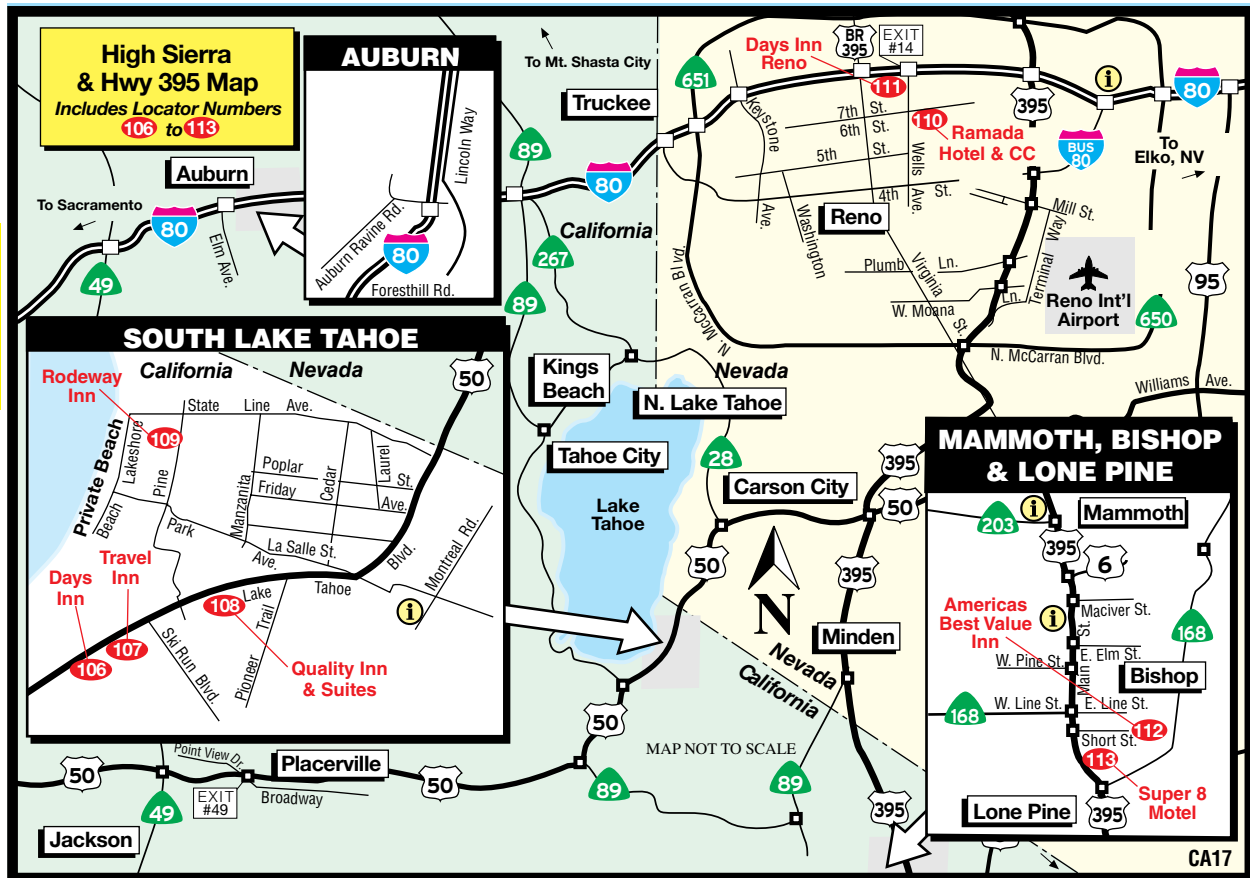 High Sierra
& Hwy 395 Map
Includes Locator Numbers
106 to 113
To Mt. Shasta City
Truckee
89
80
California
267
89
Auburn
To Sacramento
80
Elm Ave.
49
AUBURN
Lincoln Way
Auburn Ravine Rd.
80
Foresthill Rd.
651
BR
395
EXIT
#14
Days Inn
Reno
111
395
80
BUS
80
To
Elko, NV
Keystone
Ave.
7th St.
6th St.
5th St.
4th St.
110
Ramada
Hotel & CC
Wells
Ave.
Washington
Reno
Mill St.
Terminal Way
Virginia
St.
Plumb Ln.
W. Moana Ln.
Reno Int'l
Airport
95
650
N. McCarran Blvd.
N. McCarran Blvd.
Williams Ave.
SOUTH LAKE TAHOE
California
Nevada
50
Rodeway
Inn
109
State Line Ave.
Private Beach
Lakeshore
Beach
Pine
Park
Ave.
Manzanita
Poplar St.
Friday Ave.
Cedar
Laurel
La Salle St.
Lake Tahoe Blvd.
Montreal Rd.
Travel
Inn
107
Days
Inn
106
108
Quality Inn
& Suites
Ski Run Blvd.
Pioneer Trail
i
Kings
Beach
Nevada
N. Lake Tahoe
Tahoe City
Lake
Tahoe
28
Carson City
395
50
50
N
395
Minden
Nevada
California
50
MAP NOT TO SCALE
89
89
395
50
Point View Dr.
Placerville
EXIT
#49
Broadway
50
49
Jackson
MAMMOTH, BISHOP
& LONE PINE
203
i
Mammoth
395
6
Americas
Best Value
Inn
i
Maciver St.
168
W. Pine St.
E. Elm St.
Main St.
Bishop
W. Line St.
E. Line St.
168
112
Short St.
113
Super 8
Motel
Lone Pine
395
CA17